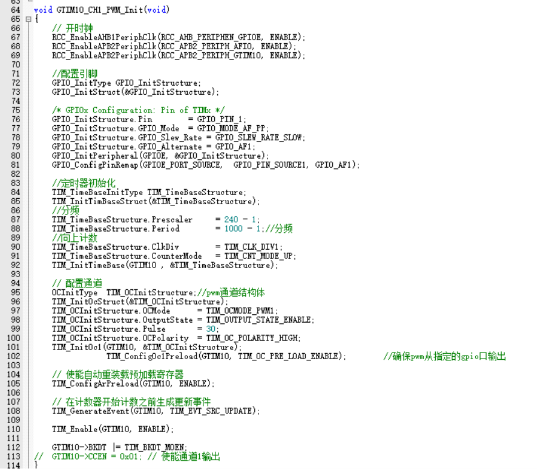 63
64 void GTIM10_CH1_PWM_Init(void)
65 {
66 // 开时钟
67 RCC_EnableAHB1PeriphClk(RCC_AHB_PERIPHEN_GPIOE, ENABLE);
68 RCC_EnableAPB2PeriphClk(RCC_APB2_PERIPH_AFIO, ENABLE);
69 RCC_EnableAPB2PeriphClk(RCC_APB2_PERIPH_GTIM10, ENABLE);
70
71 //配置引脚
72 GPIO_InitType GPIO_InitStructure;
73 GPIO_InitStruct(&GPIO_InitStructure);
74
75 /* GPIOx Configuration: Pin of TIMx */
76 GPIO_InitStructure.Pin = GPIO_PIN_1;
77 GPIO_InitStructure.GPIO_Mode = GPIO_MODE_AF_PP;
78 GPIO_InitStructure.GPIO_Slew_Rate = GPIO_SLEW_RATE_SLOW;
79 GPIO_InitStructure.GPIO_Alternate = GPIO_AF1;
80 GPIO_InitPeripheral(GPIOE, &GPIO_InitStructure);
81 GPIO_ConfigPinRemap(GPIOE_PORT_SOURCE, GPIO_PIN_SOURCE1, GPIO_AF1);
82
83 //定时器初始化
84 TIM_TimeBaseInitType TIM_TimeBaseStructure;
85 TIM_InitTimBaseStruct(&TIM_TimeBaseStructure);
86 //分频
87 TIM_TimeBaseStructure.Prescaler = 240 - 1;
88 TIM_TimeBaseStructure.Period = 1000 - 1;//分频
89 //向上计数
90 TIM_TimeBaseStructure.ClkDiv = TIM_CLK_DIV1;
91 TIM_TimeBaseStructure.CounterMode = TIM_CNT_MODE_UP;
92 TIM_InitTimeBase(GTIM10 , &TIM_TimeBaseStructure);
93
94 // 配置通道
95 OCInitType TIM_OCInitStructure;//pwm通道结构体
96 TIM_InitOcStruct(&TIM_OCInitStructure);
97 TIM_OCInitStructure.OCMode = TIM_OCMODE_PWM1;
98 TIM_OCInitStructure.OutputState = TIM_OUTPUT_STATE_ENABLE;
99 TIM_OCInitStructure.Pulse = 30;
100 TIM_OCInitStructure.OCPolarity = TIM_OC_POLARITY_HIGH;
101 TIM_InitOc1(GTIM10, &TIM_OCInitStructure);
102 TIM_ConfigOc1Preload(GTIM10, TIM_OC_PRE_LOAD_ENABLE); //确保pwm从指定的gpio口输出
103
104 // 使能自动重装载预加载寄存器
105 TIM_ConfigArPreload(GTIM10, ENABLE);
106
107 // 在计数器开始计数之前生成更新事件
108 TIM_GenerateEvent(GTIM10, TIM_EVT_SRC_UPDATE);
109
110 TIM_Enable(GTIM10, ENABLE);
111
112 GTIM10->BKDT |= TIM_BKDT_MOEN;
113 // GTIM10->CCEN = 0x01; // 使能通道1输出
114 }